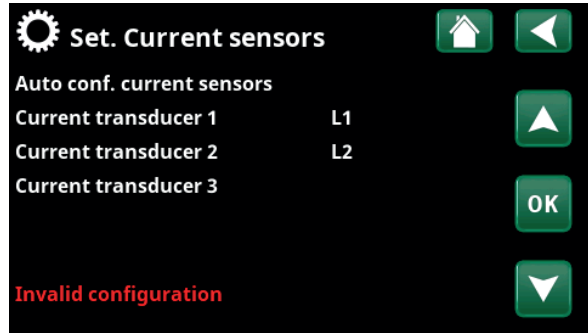 Set. Current sensors
Auto conf. current sensors
Current transducer 1 L1
Current transducer 2 L2
Current transducer 3
OK
Invalid configuration